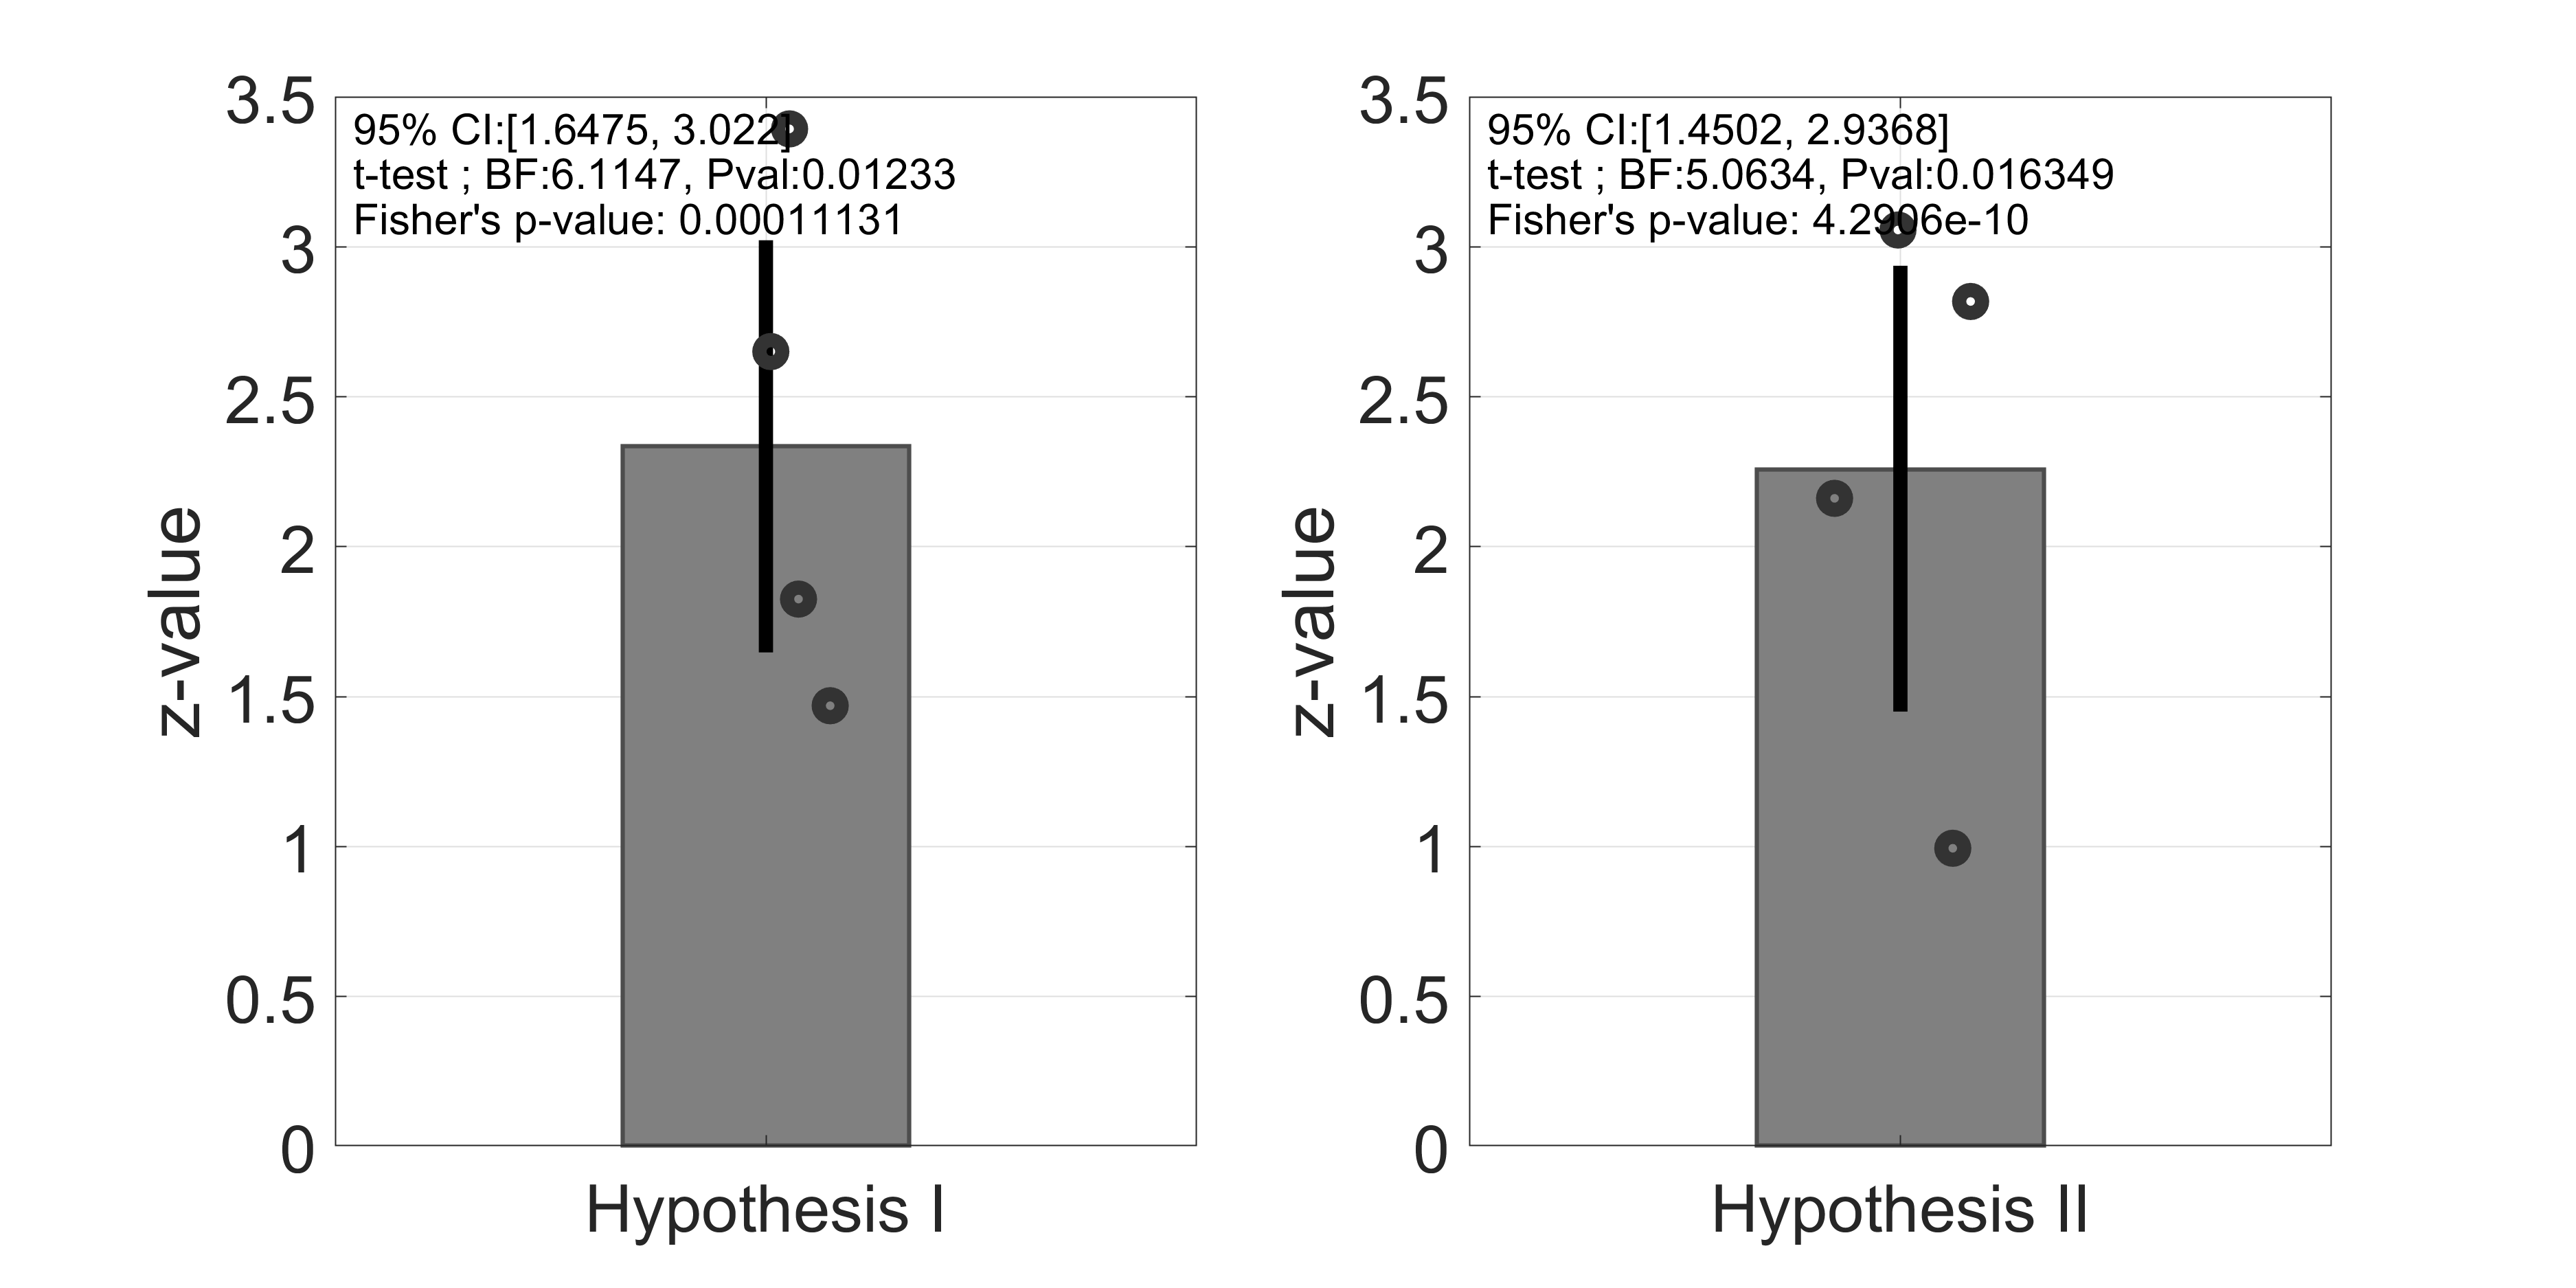 3.5
3
2.5
2
1.5
1
0.5
0
z-value
95% CI:[1.6475, 3.022]
t-test ; BF:6.1147, Pval:0.01233
Fisher's p-value: 0.00011131
Hypothesis I
3.5
3
2.5
2
1.5
1
0.5
0
z-value
95% CI:[1.4502, 2.9368]
t-test ; BF:5.0634, Pval:0.016349
Fisher's p-value: 4.2906e-10
Hypothesis II